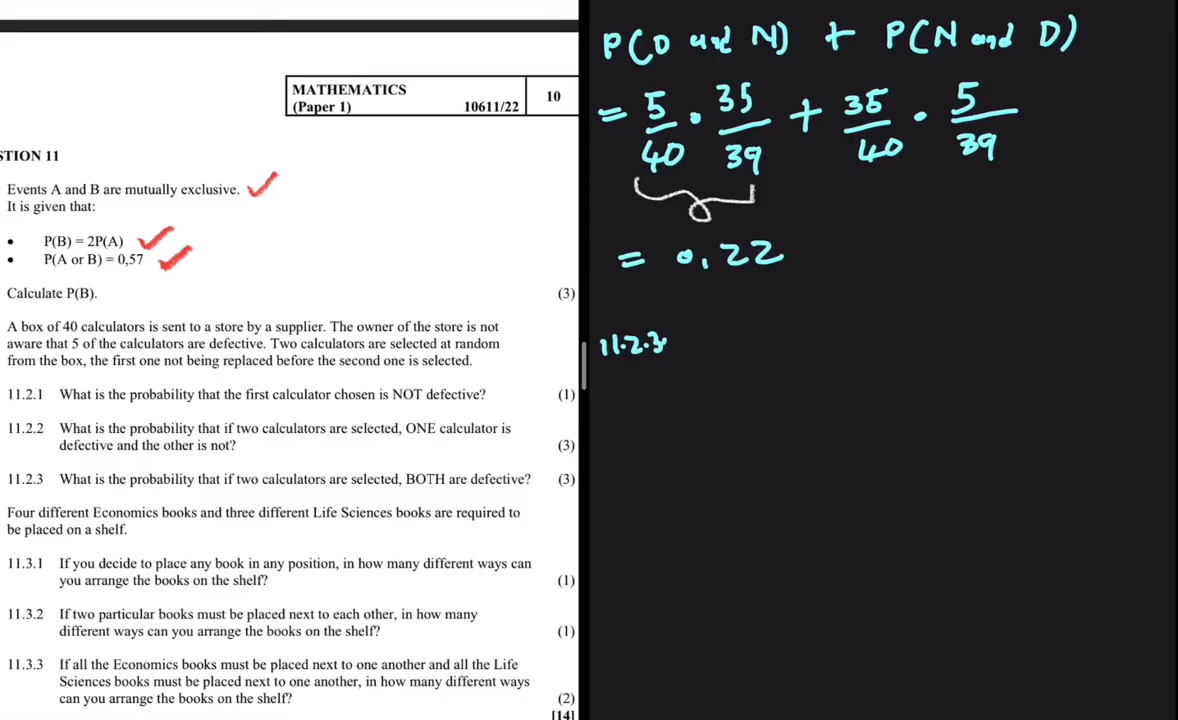 MATHEMATICS
(Paper 1) 10611/22 10
STION 11
Events A and B are mutually exclusive.
It is given that:
• P(B) = 2P(A)
• P(A or B) = 0,57
Calculate P(B). (3)
A box of 40 calculators is sent to a store by a supplier. The owner of the store is not
aware that 5 of the calculators are defective. Two calculators are selected at random
from the box, the first one not being replaced before the second one is selected.
11.2.1 What is the probability that the first calculator chosen is NOT defective? (1)
11.2.2 What is the probability that if two calculators are selected, ONE calculator is
defective and the other is not? (3)
11.2.3 What is the probability that if two calculators are selected, BOTH are defective? (3)
Four different Economics books and three different Life Sciences books are required to
be placed on a shelf.
11.3.1 If you decide to place any book in any position, in how many different ways can
you arrange the books on the shelf? (1)
11.3.2 If two particular books must be placed next to each other, in how many
different ways can you arrange the books on the shelf? (1)
11.3.3 If all the Economics books must be placed next to one another and all the Life
Sciences books must be placed next to one another, in how many different ways
can you arrange the books on the shelf? (2)
[14]
P(D and N) + P(N and D)
= 5/40 . 35/39 + 35/40 . 5/39
= 0,22
11.2.3